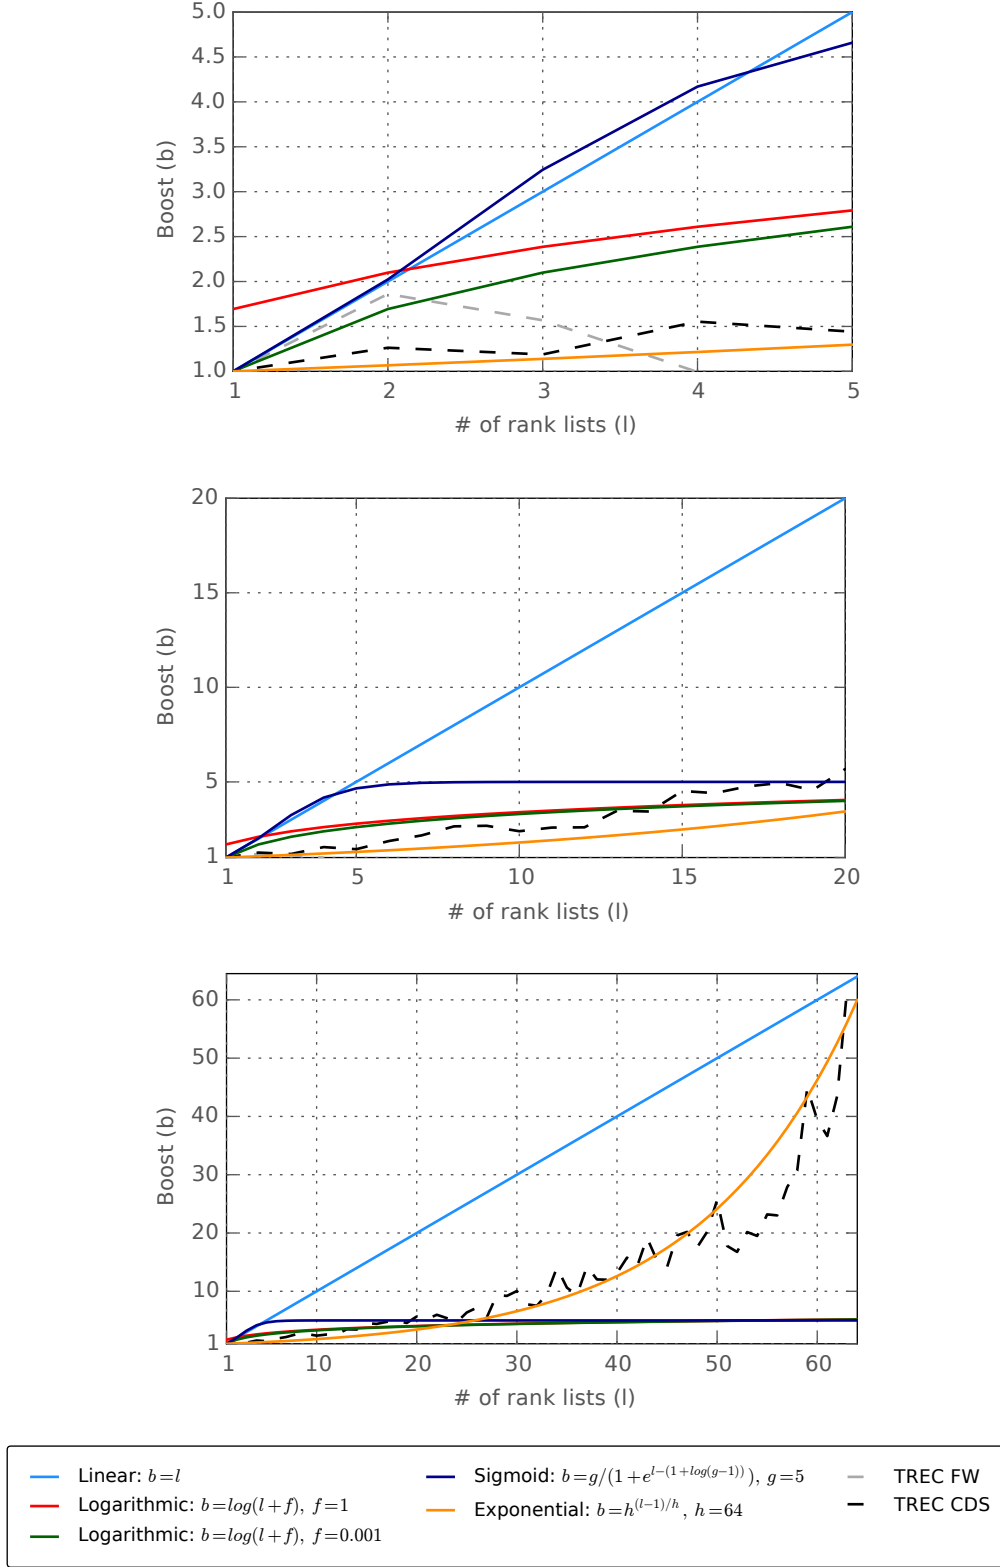 5.0
4.5
4.0
3.5
3.0
2.5
2.0
1.5
1.0
Boost (b)
1 2 3 4 5
# of rank lists (l)
20
15
10
5
1
Boost (b)
1 5 10 15 20
# of rank lists (l)
60
50
40
30
20
10
1
Boost (b)
1 10 20 30 40 50 60
# of rank lists (l)
Linear: b=l
Logarithmic: b=log(l+f), f=1
Logarithmic: b=log(l+f), f=0.001
Sigmoid: b=g/(1+e^{l-(1+log(g-1))}), g=5
Exponential: b=h^{(l-1)/h}, h=64
TREC FW
TREC CDS